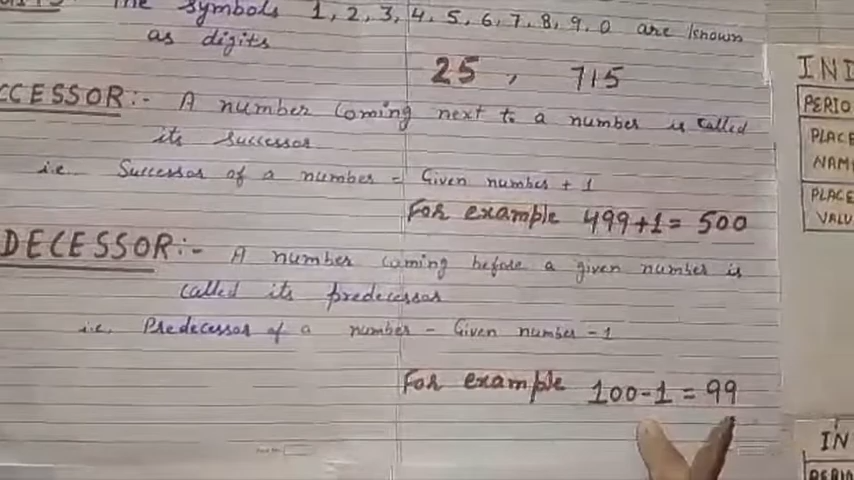 The symbols 1, 2, 3, 4, 5, 6, 7, 8, 9, 0 are known
as digits
25 , 715
CCESSOR:- A number coming next to a number is called
its successor
i.e. Successor of a number = Given number + 1
For example 499+1= 500
DECESSOR:- A number coming before a given number is
called its predecessor
i.e. Predecessor of a number - Given number - 1
For example 100-1 = 99
IND
PERIO
PLACE
NAM
PLACE
VALU
IN
PERIO